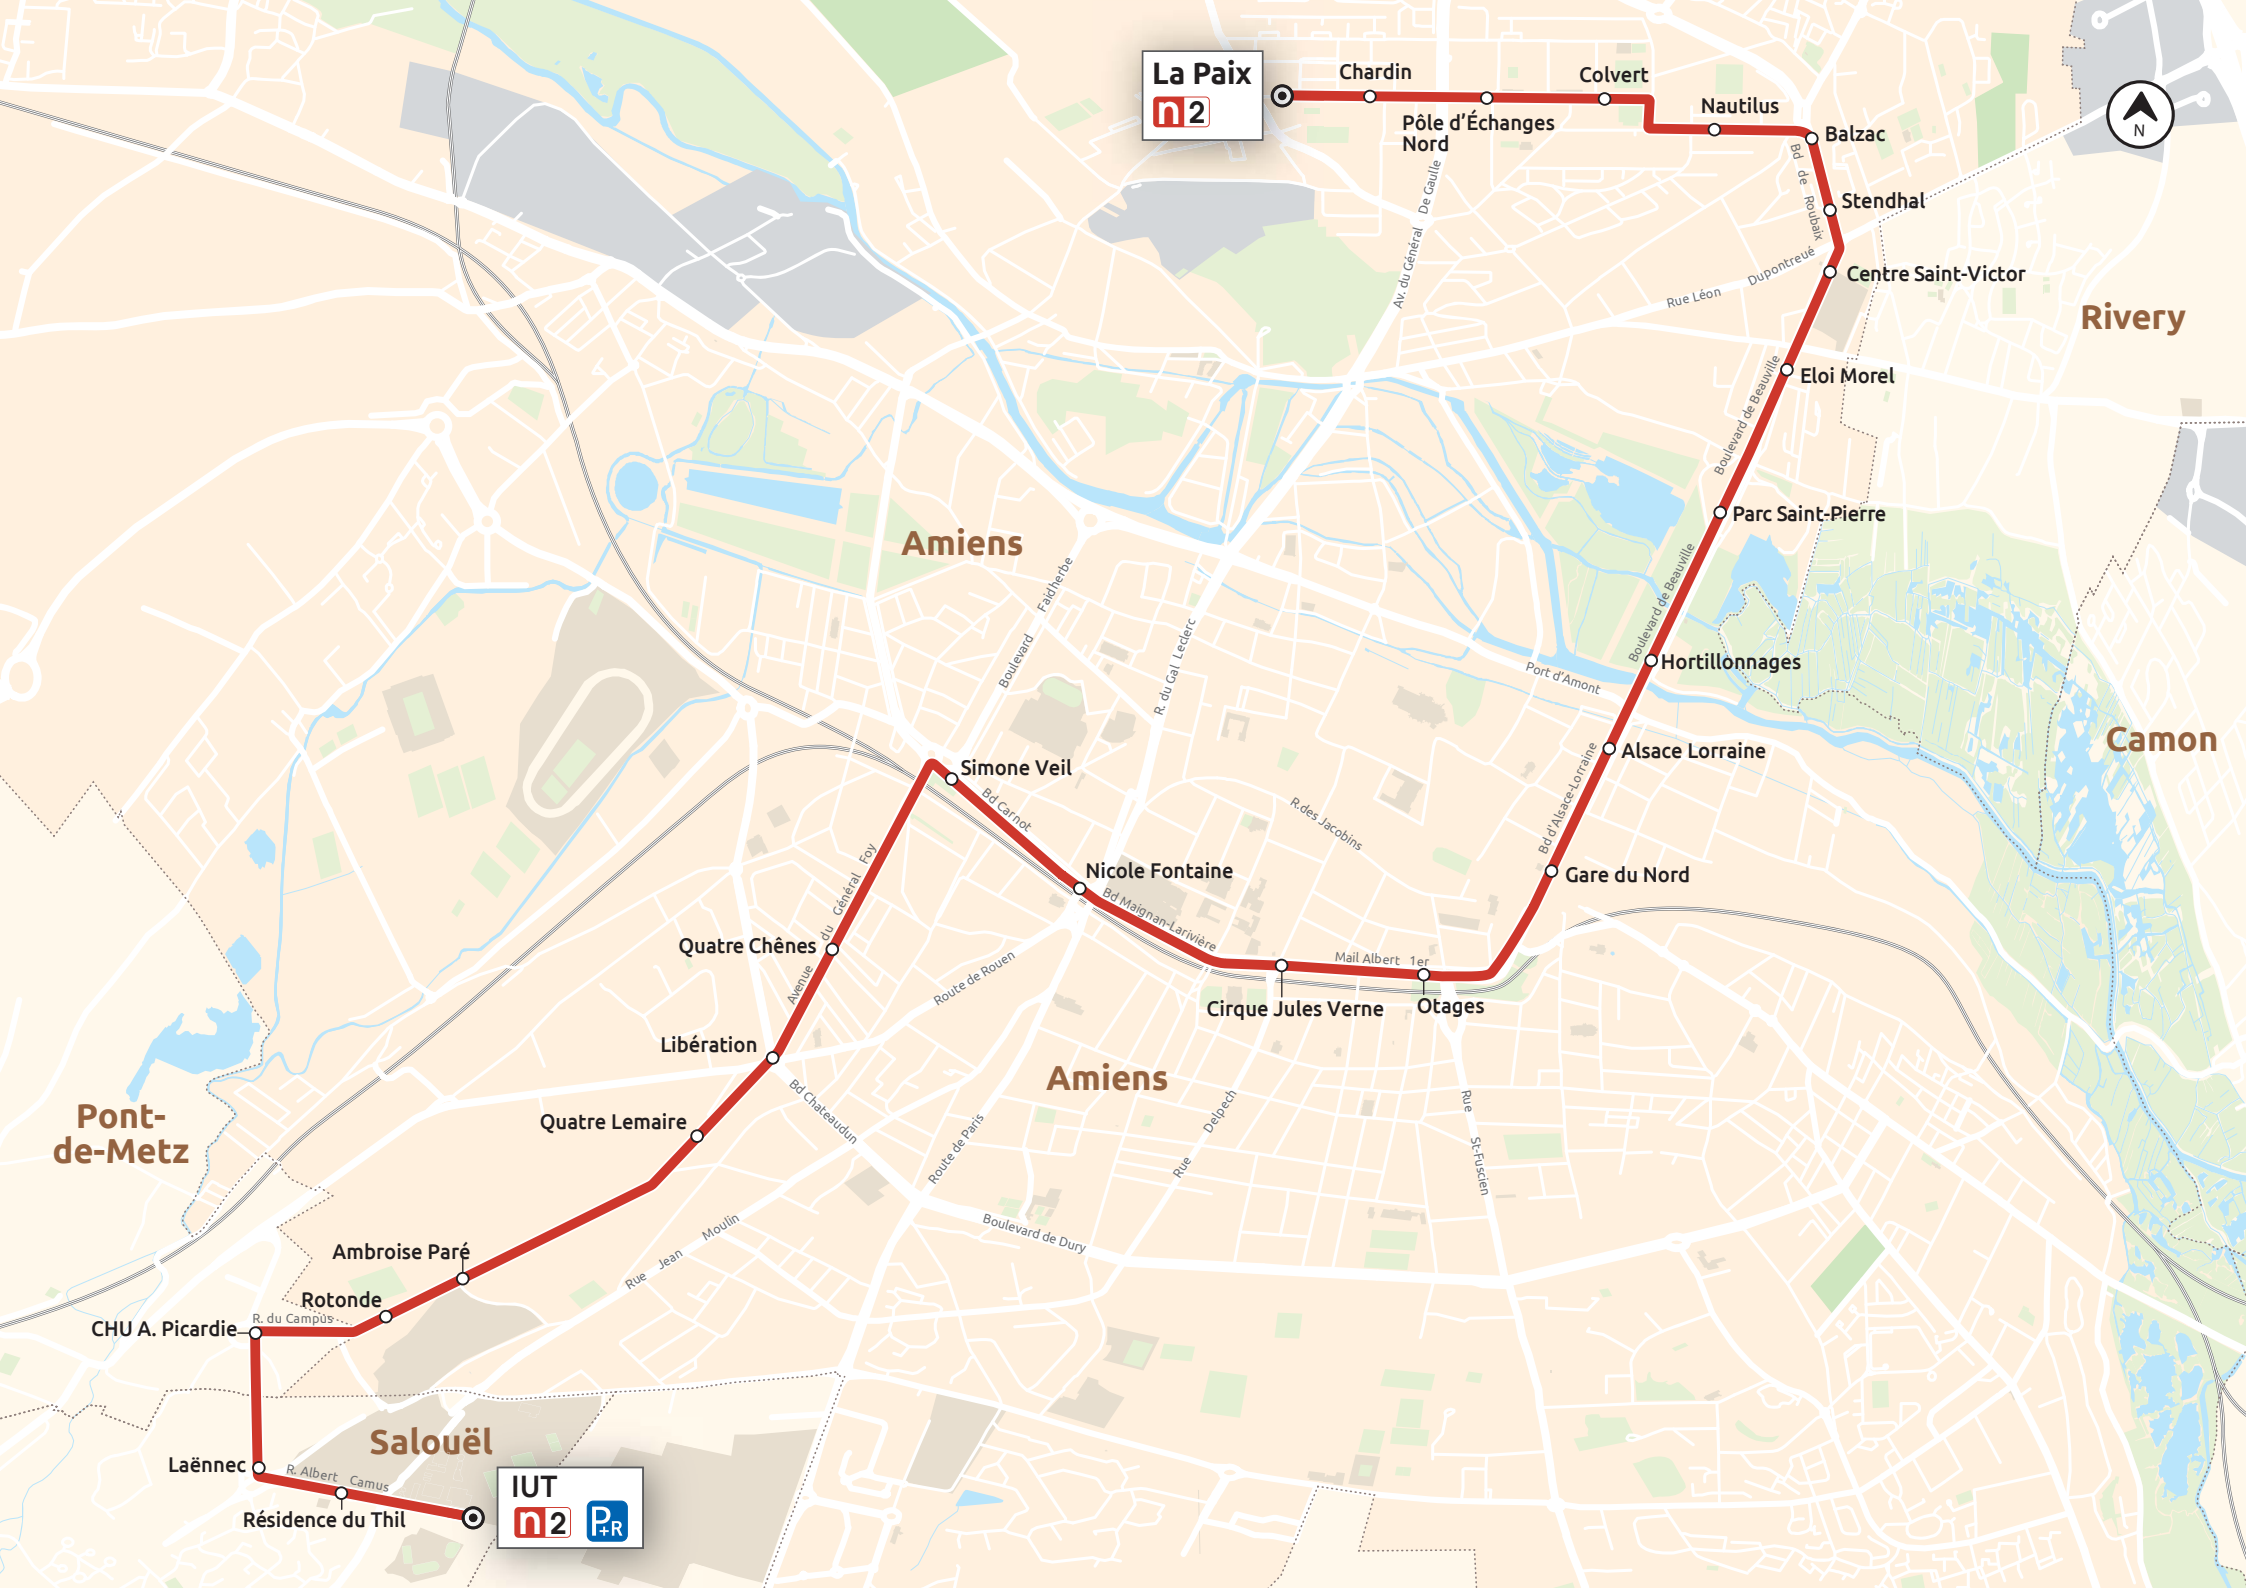 La Paix
n 2
Chardin
Pôle d'Échanges
Nord
Colvert
Nautilus
Balzac
N
Bd de Roubaix
Stendhal
Av. du Général De Gaulle
Rue Léon Dupontreué
Centre Saint-Victor
Rivery
Eloi Morel
Boulevard de Beauville
Parc Saint-Pierre
Amiens
Boulevard Faidherbe
R. du Gal Leclerc
Boulevard de Beauville
Hortillonnages
Port d'Amont
Camon
Alsace Lorraine
Bd d'Alsace-Lorraine
Simone Veil
Bd Carnot
R.des Jacobins
Nicole Fontaine
Gare du Nord
Bd Maignan-Larivière
Avenue du Général Foy
Quatre Chênes
Route de Rouen
Mail Albert 1er
Cirque Jules Verne
Otages
Libération
Amiens
Bd Chateaudun
Quatre Lemaire
Route de Paris
Rue Delpech
Rue St-Fuscien
Pont-
de-Metz
Boulevard de Dury
Rue Jean Moulin
Ambroise Paré
Rotonde
R. du Campus
CHU A. Picardie
Salouël
Laënnec
R. Albert Camus
Résidence du Thil
IUT
n 2 P+R